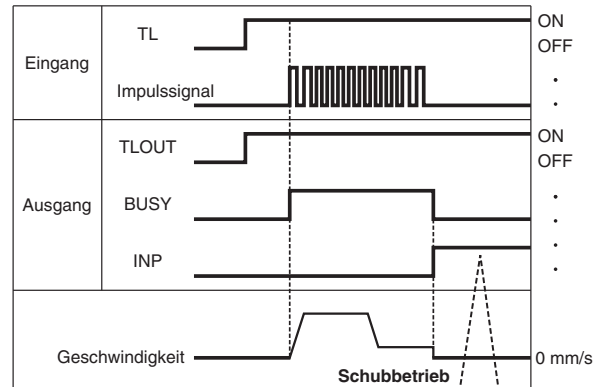 Eingang
TL
ON
OFF
Impulssignal
Ausgang
TLOUT
ON
OFF
BUSY
INP
Geschwindigkeit
0 mm/s
Schubbetrieb